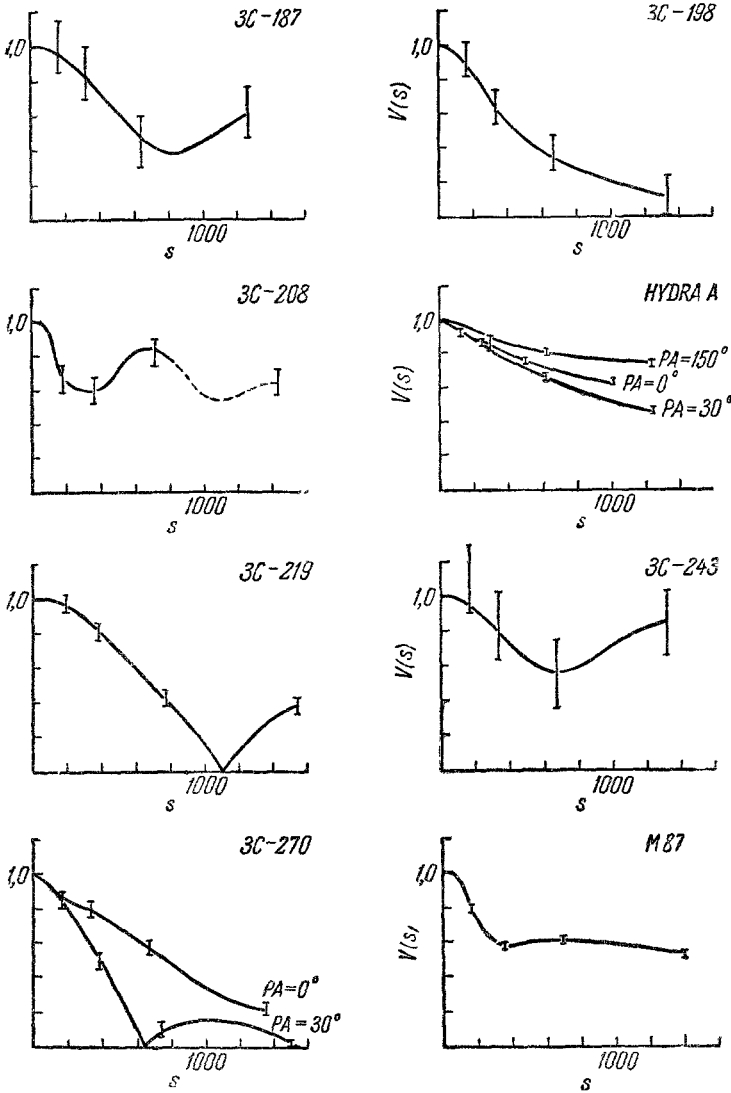 3C-187
1,0
1000
s
3C-198
1,0
V(s)
1000
s
3C-208
1,0
1000
s
HYDRA A
1,0
V(s)
PA=150°
PA=0°
PA=30°
1000
s
3C-219
1,0
1000
s
3C-243
1,0
V(s)
1000
s
3C-270
1,0
PA=0°
PA=30°
1000
s
M87
1,0
V(s,
1000
s